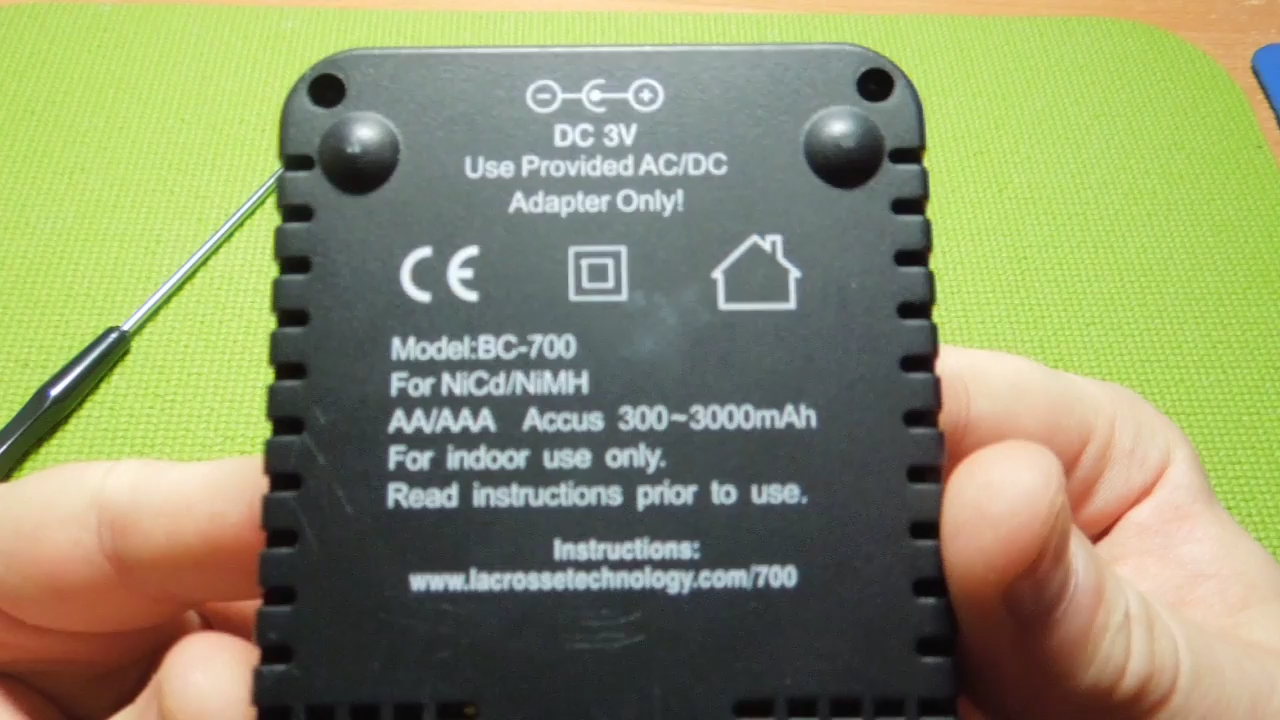 DC 3V
Use Provided AC/DC
Adapter Only!
CE
Model:BC-700
For NiCd/NiMH
AA/AAA Accus 300~3000mAh
For indoor use only.
Read instructions prior to use.
Instructions:
www.lacrossetechnology.com/700